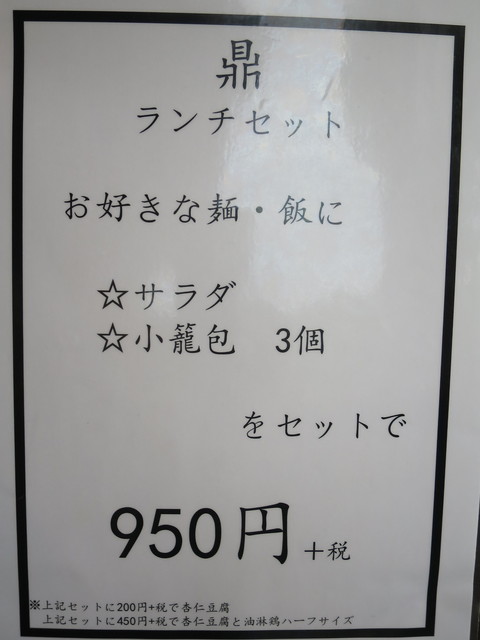 鼎
ランチセット
お好きな麺・飯に
☆サラダ
☆小籠包 3個
をセットで
950円+税
※上記セットに200円+税で杏仁豆腐
上記セットに450円+税で杏仁豆腐と油淋鶏ハーフサイズ